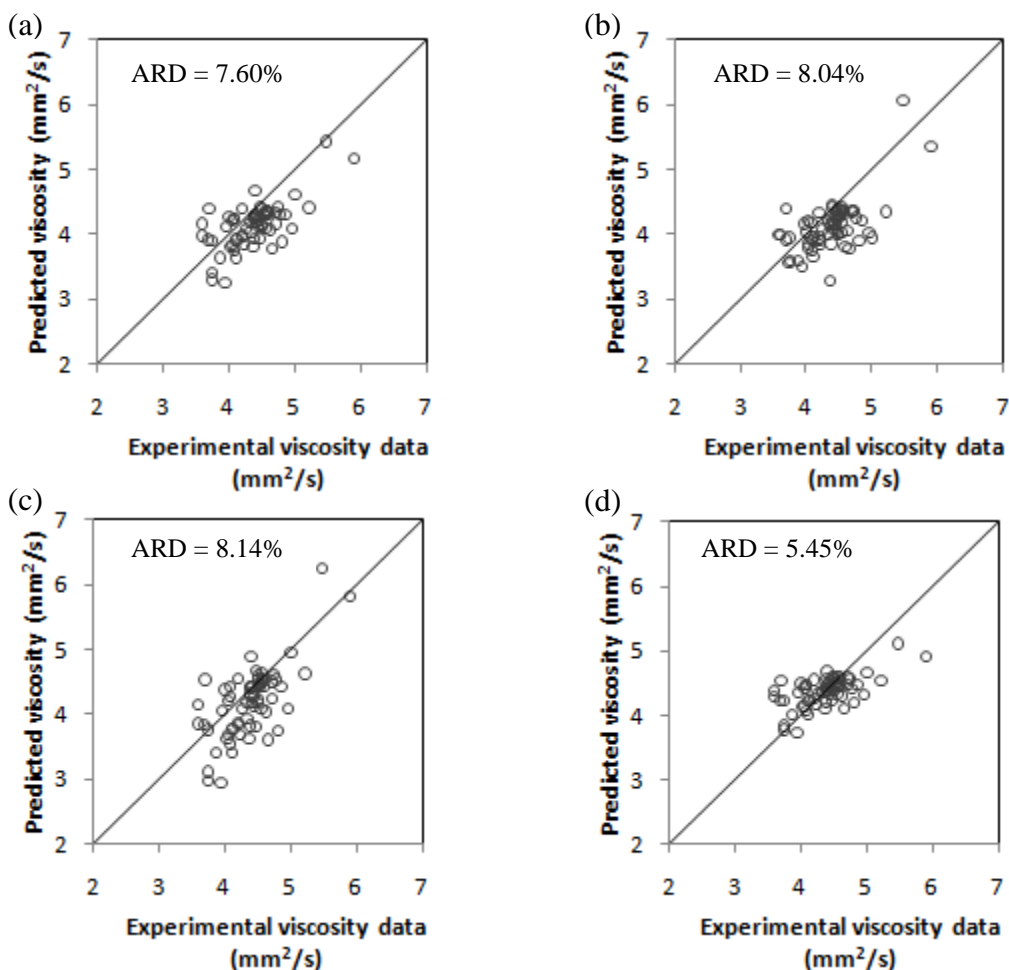 (a)
ARD = 7.60%
Predicted viscosity (mm²/s)
7
6
5
4
3
2
2 3 4 5 6 7
Experimental viscosity data
(mm²/s)
(b)
ARD = 8.04%
Predicted viscosity (mm²/s)
7
6
5
4
3
2
2 3 4 5 6 7
Experimental viscosity data
(mm²/s)
(c)
ARD = 8.14%
Predicted viscosity (mm²/s)
7
6
5
4
3
2
2 3 4 5 6 7
Experimental viscosity data
(mm²/s)
(d)
ARD = 5.45%
Predicted viscosity (mm²/s)
7
6
5
4
3
2
2 3 4 5 6 7
Experimental viscosity data
(mm²/s)